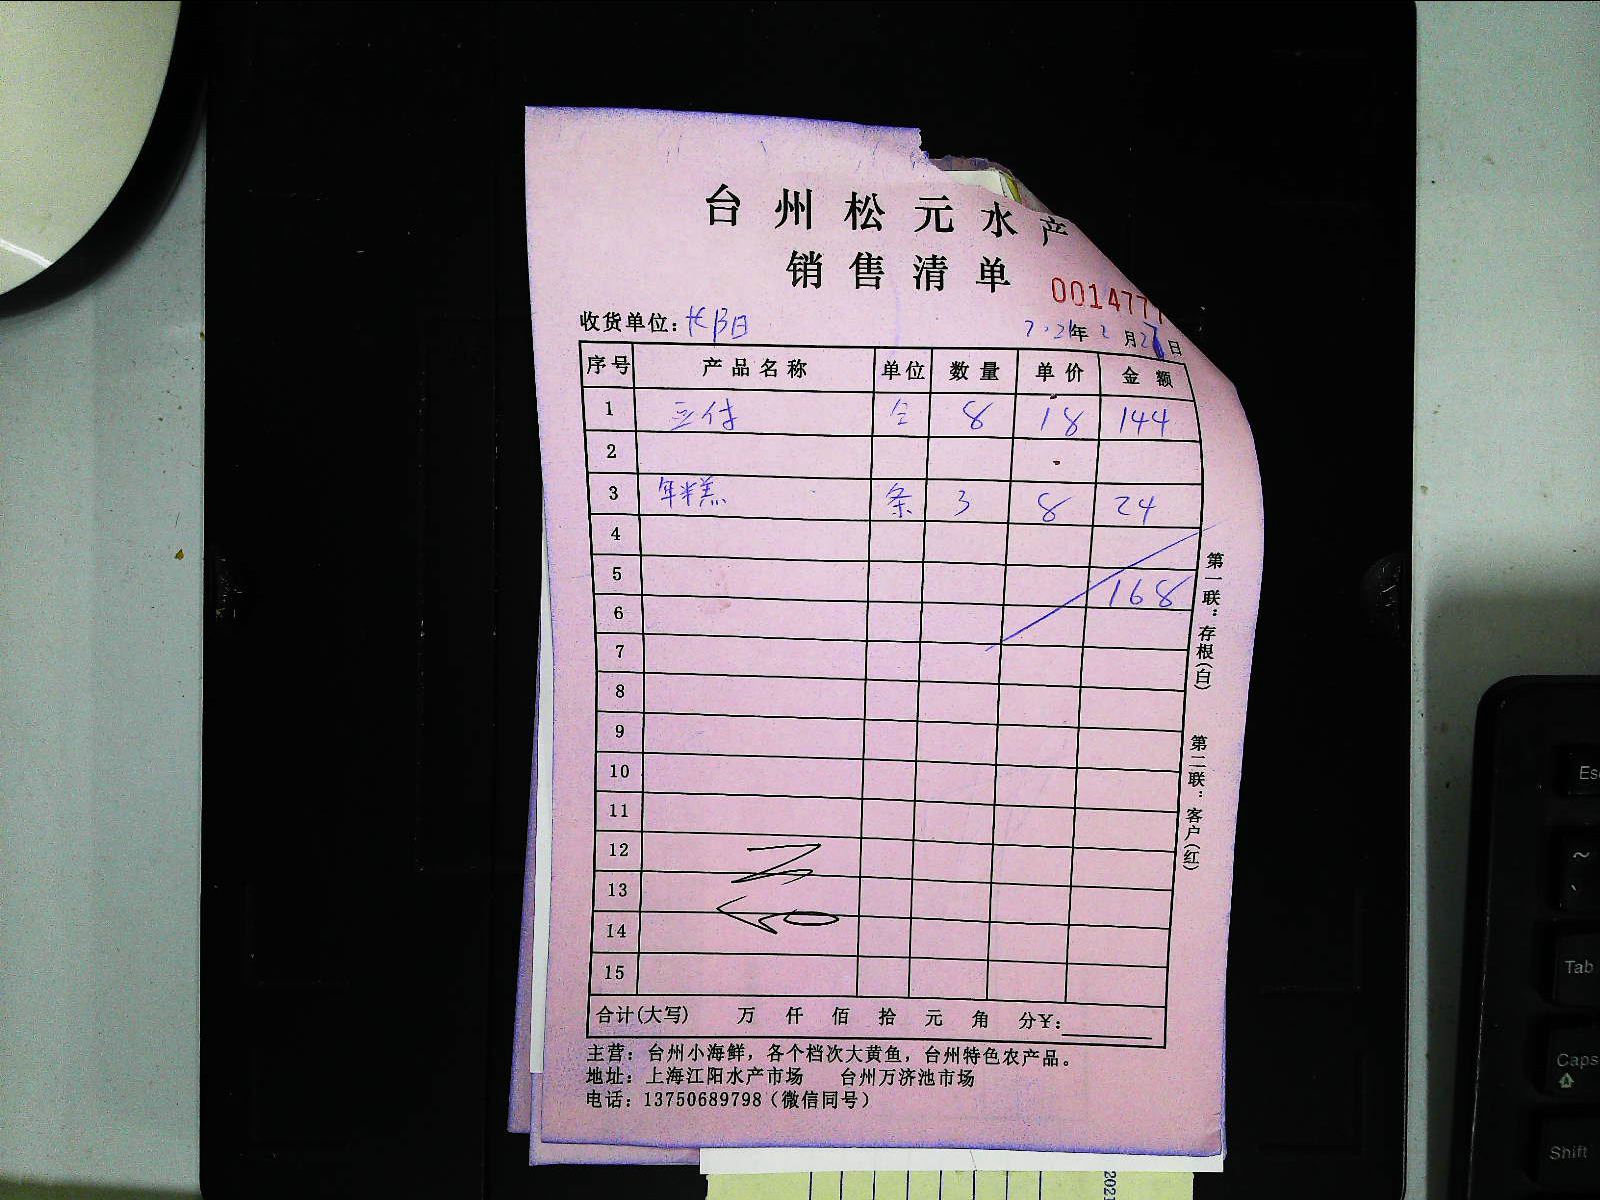 台州松元水产
销售清单
001477
收货单位：
年 2 月 日
序号 产品名称 单位 数量 单价 金额
1 豆付 8 18 144
2
3 年糕 条 3 8 24
4
5 168
6
7
8
9
10
11
12
13
14
15
合计(大写) 万 仟 佰 拾 元 角 分¥:
主营：台州小海鲜，各个档次大黄鱼，台州特色农产品。
地址：上海江阳水产市场 台州万济池市场
电话：13750689798（微信同号）
第一联：存根(白)
第二联：客户(红)
2021
Esc
~
Tab
Caps
Shift